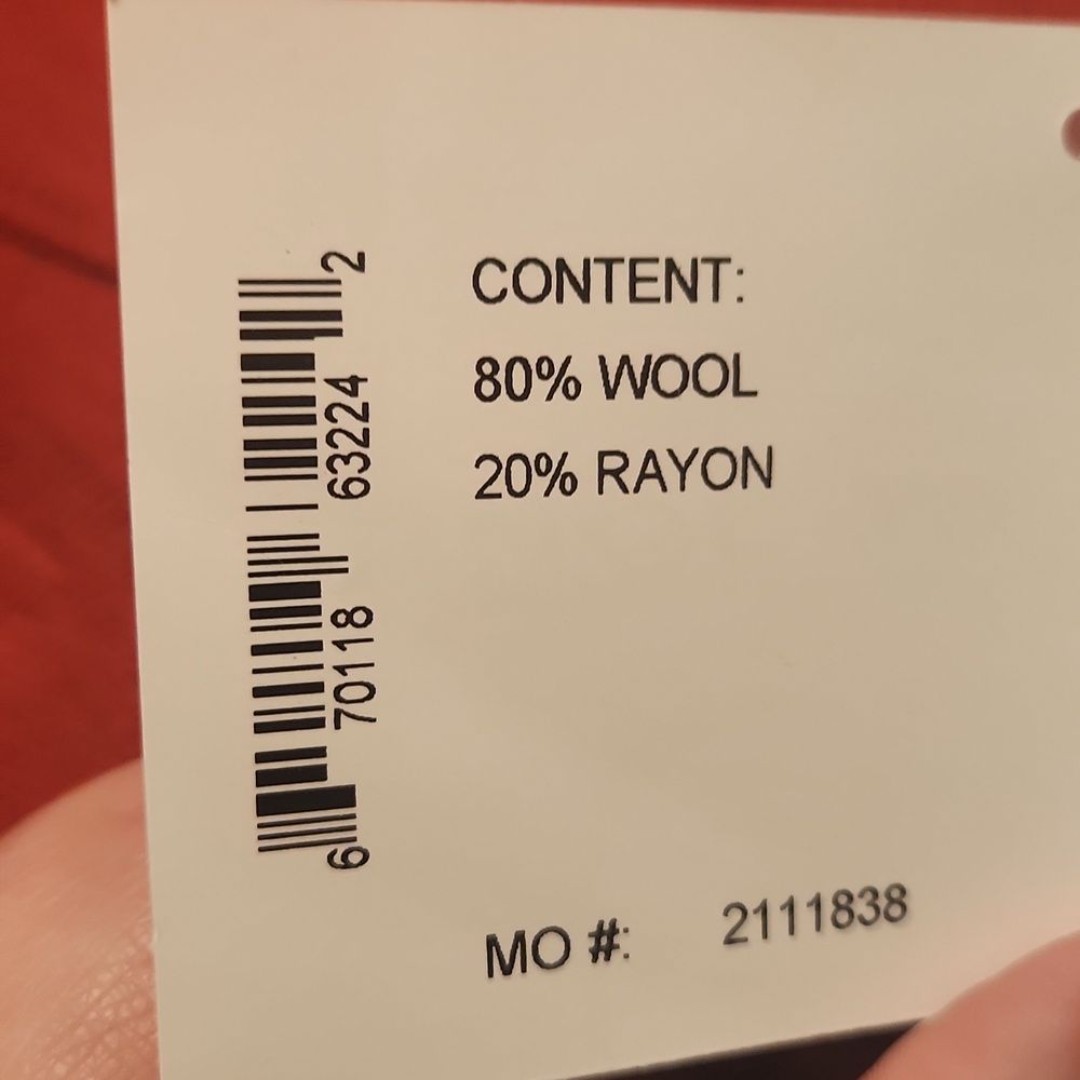 CONTENT:
80% WOOL
20% RAYON
6 70118 63224 2
MO #: 2111838